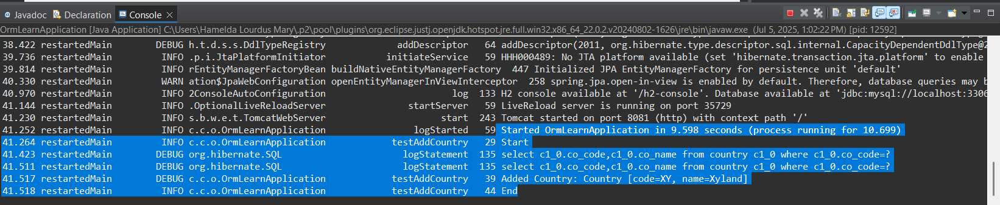 @ Javadoc Declaration Console ×
OrmLearnApplication [Java Application] C:\Users\Hamelda Lourdus Mary\.p2\pool\plugins\org.eclipse.justj.openjdk.hotspot.jre.full.win32.x86_64_22.0.2.v20240802-1626\jre\bin\javaw.exe (Jul 5, 2025, 1:02:22 PM) [pid: 12592]
38.422 restartedMain DEBUG h.t.d.s.s.DdlTypeRegistry addDescriptor 64 addDescriptor(2011, org.hibernate.type.descriptor.sql.internal.CapacityDependentDdlType@2
39.736 restartedMain INFO .p.i.JtaPlatformInitiator initiateService 59 HHH000489: No JTA platform available (set 'hibernate.transaction.jta.platform' to enable
39.814 restartedMain INFO rEntityManagerFactoryBean buildNativeEntityManagerFactory 447 Initialized JPA EntityManagerFactory for persistence unit 'default'
40.330 restartedMain WARN ation$JpaWebConfiguration openEntityManagerInViewInterceptor 258 spring.jpa.open-in-view is enabled by default. Therefore, database queries may b
40.970 restartedMain INFO 2ConsoleAutoConfiguration log 133 H2 console available at '/h2-console'. Database available at 'jdbc:mysql://localhost:3306
41.144 restartedMain INFO .OptionalLiveReloadServer startServer 59 LiveReload server is running on port 35729
41.230 restartedMain INFO s.b.w.e.t.TomcatWebServer start 243 Tomcat started on port 8081 (http) with context path '/'
41.252 restartedMain INFO c.c.o.OrmLearnApplication logStarted 59 Started OrmLearnApplication in 9.598 seconds (process running for 10.699)
41.264 restartedMain INFO c.c.o.OrmLearnApplication testAddCountry 29 Start
41.423 restartedMain DEBUG org.hibernate.SQL logStatement 135 select c1_0.co_code,c1_0.co_name from country c1_0 where c1_0.co_code=?
41.511 restartedMain DEBUG org.hibernate.SQL logStatement 135 select c1_0.co_code,c1_0.co_name from country c1_0 where c1_0.co_code=?
41.517 restartedMain DEBUG c.c.o.OrmLearnApplication testAddCountry 39 Added Country: Country [code=XY, name=Xyland]
41.518 restartedMain INFO c.c.o.OrmLearnApplication testAddCountry 44 End